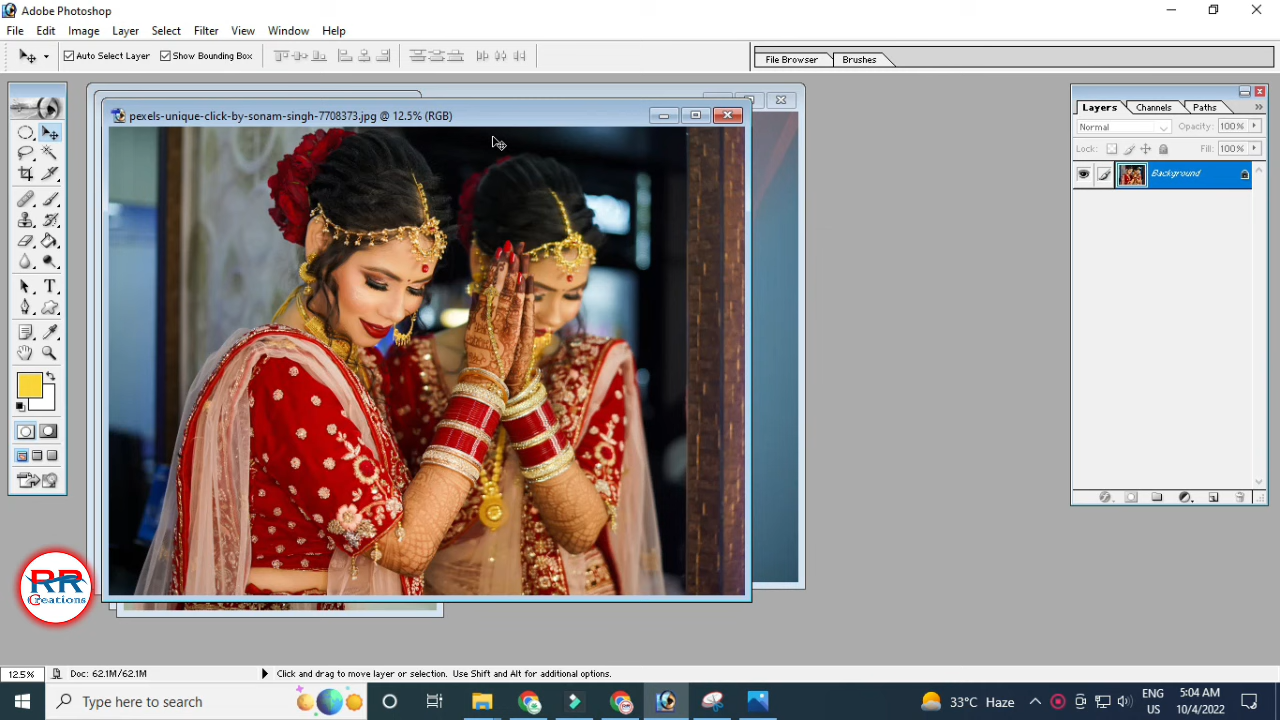 Adobe Photoshop
File Edit Image Layer Select Filter View Window Help
Auto Select Layer Show Bounding Box
File Browser Brushes
pexels-unique-click-by-sonam-singh-7708373.jpg @ 12.5% (RGB)
Layers Channels Paths
Normal Opacity: 100%
Lock: Fill: 100%
Background
RR
Creations
12.5% Doc: 62.1M/62.1M Click and drag to move layer or selection. Use Shift and Alt for additional options.
Type here to search
33°C Haze
ENG
US
5:04 AM
10/4/2022